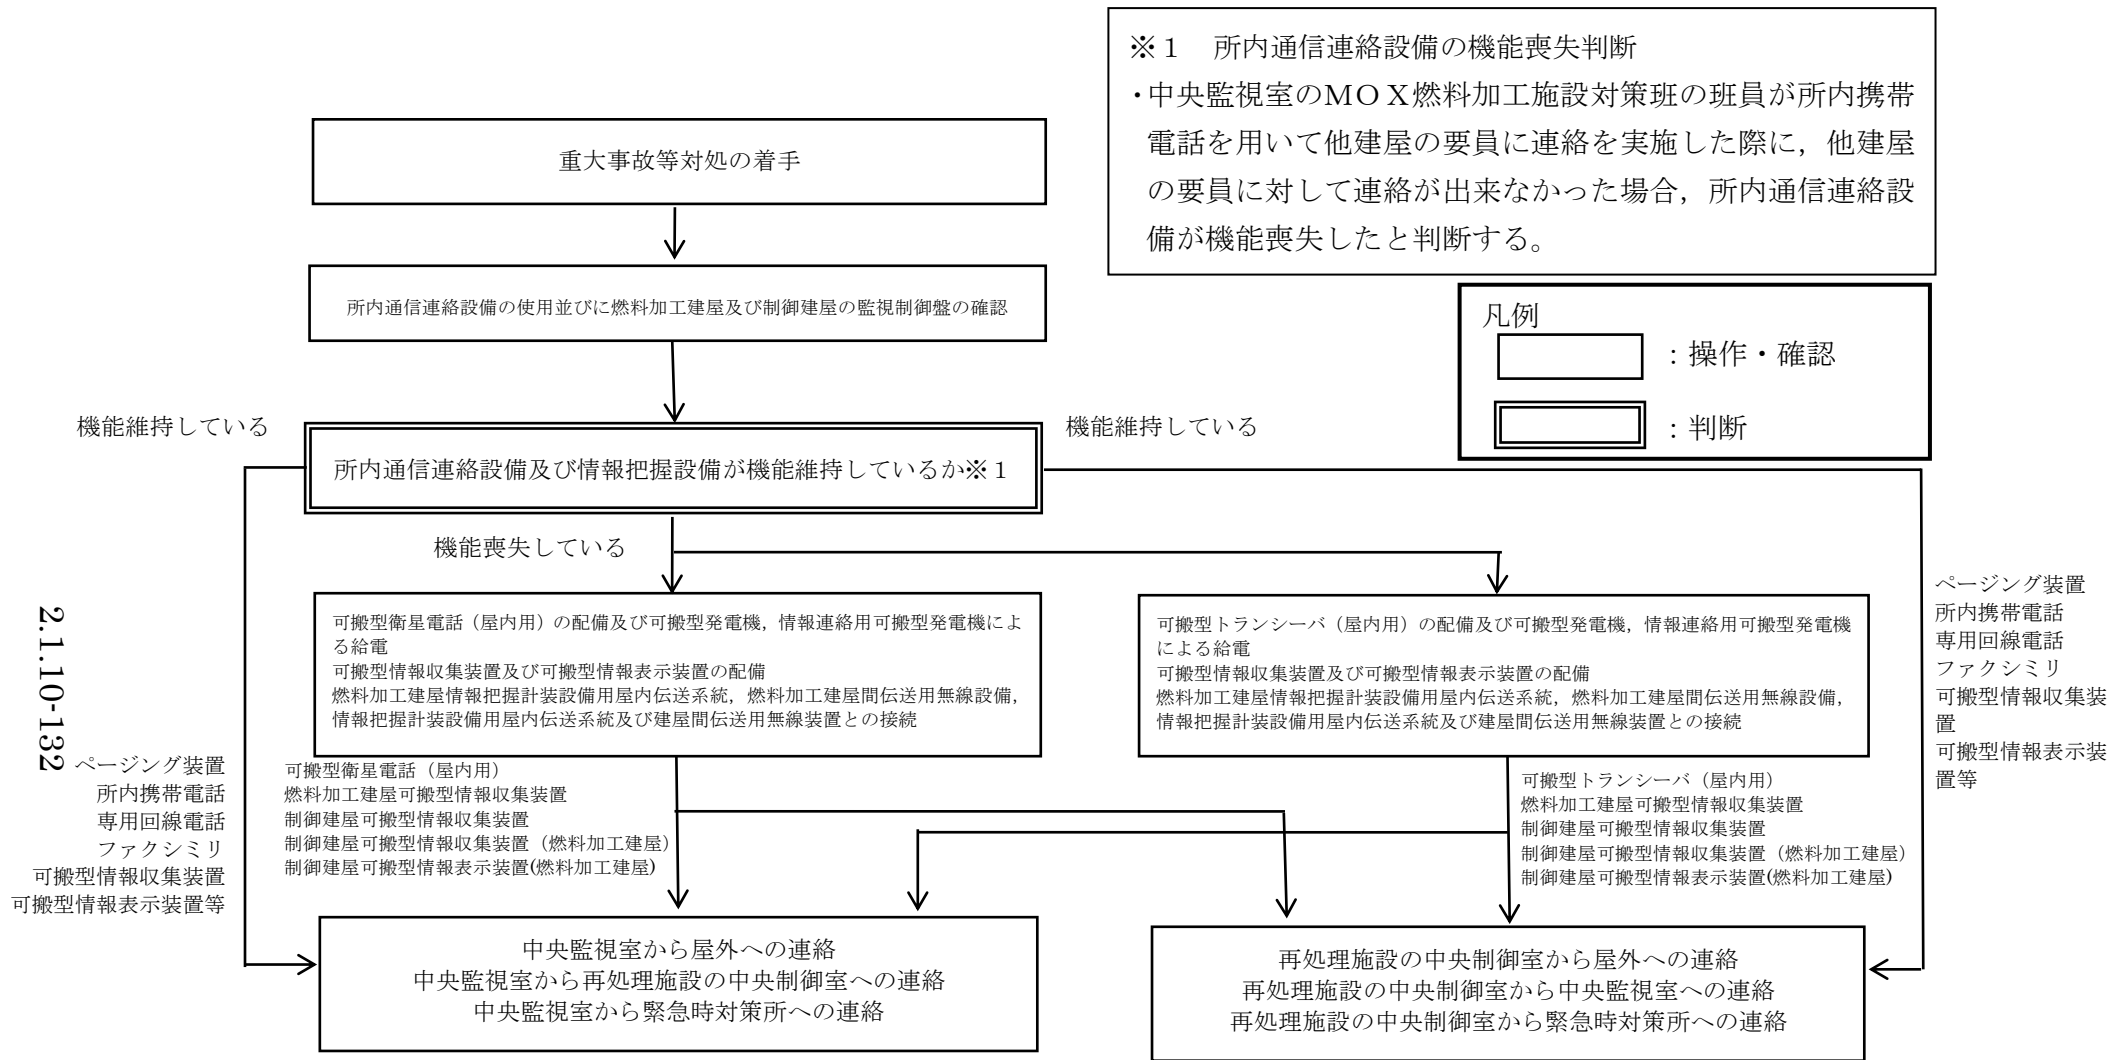 ※１　所内通信連絡設備の機能喪失判断
・中央監視室のMOX燃料加工施設対策班の班員が所内携帯
電話を用いて他建屋の要員に連絡を実施した際に，他建屋
の要員に対して連絡が出来なかった場合，所内通信連絡設
備が機能喪失したと判断する。
重大事故等対処の着手
所内通信連絡設備の使用並びに燃料加工建屋及び制御建屋の監視制御盤の確認
凡例
：操作・確認
：判断
機能維持している
機能維持している
所内通信連絡設備及び情報把握設備が機能維持しているか※１
機能喪失している
可搬型衛星電話（屋内用）の配備及び可搬型発電機，情報連絡用可搬型発電機によ
る給電
可搬型情報収集装置及び可搬型情報表示装置の配備
燃料加工建屋情報把握計装設備用屋内伝送系統，燃料加工建屋間伝送用無線設備，
情報把握計装設備用屋内伝送系統及び建屋間伝送用無線装置との接続
可搬型トランシーバ（屋内用）の配備及び可搬型発電機，情報連絡用可搬型発電機
による給電
可搬型情報収集装置及び可搬型情報表示装置の配備
燃料加工建屋情報把握計装設備用屋内伝送系統，燃料加工建屋間伝送用無線設備，
情報把握計装設備用屋内伝送系統及び建屋間伝送用無線装置との接続
ページング装置
所内携帯電話
専用回線電話
ファクシミリ
可搬型情報収集装
置
可搬型情報表示装
置等
2.1.10-132
ページング装置
所内携帯電話
専用回線電話
ファクシミリ
可搬型情報収集装置
可搬型情報表示装置等
可搬型衛星電話（屋内用）
燃料加工建屋可搬型情報収集装置
制御建屋可搬型情報収集装置
制御建屋可搬型情報収集装置（燃料加工建屋）
制御建屋可搬型情報表示装置(燃料加工建屋)
可搬型トランシーバ（屋内用）
燃料加工建屋可搬型情報収集装置
制御建屋可搬型情報収集装置
制御建屋可搬型情報収集装置（燃料加工建屋）
制御建屋可搬型情報表示装置(燃料加工建屋)
中央監視室から屋外への連絡
中央監視室から再処理施設の中央制御室への連絡
中央監視室から緊急時対策所への連絡
再処理施設の中央制御室から屋外への連絡
再処理施設の中央制御室から中央監視室への連絡
再処理施設の中央制御室から緊急時対策所への連絡